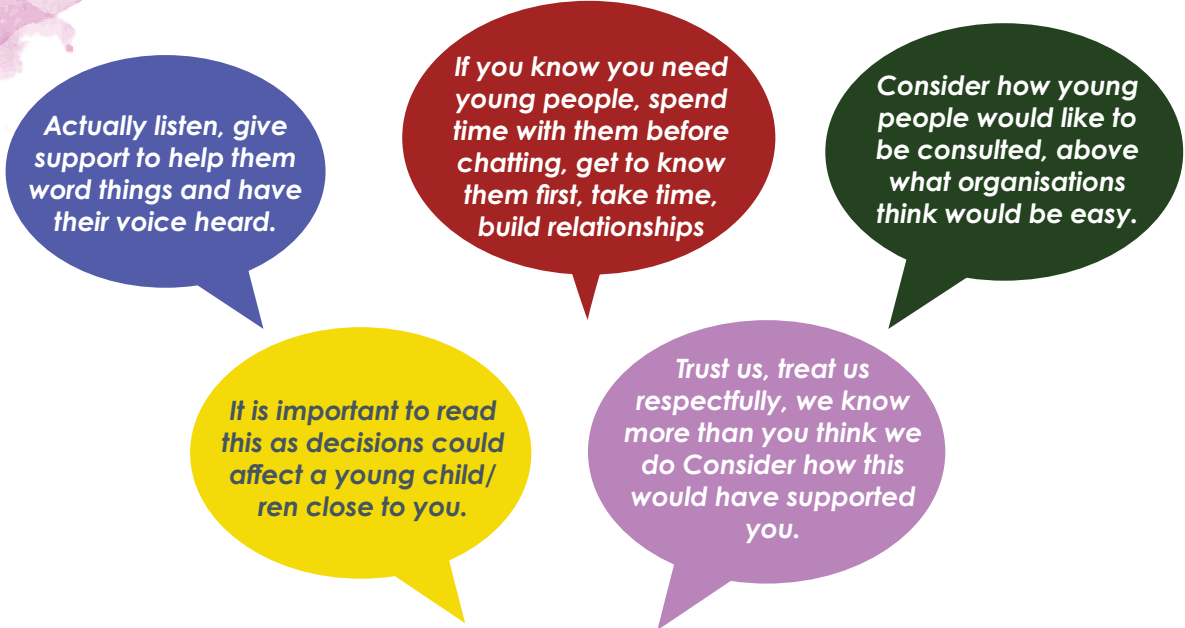 Actually listen, give
support to help them
word things and have
their voice heard.
If you know you need
young people, spend
time with them before
chatting, get to know
them first, take time,
build relationships
Consider how young
people would like to
be consulted, above
what organisations
think would be easy.
It is important to read
this as decisions could
affect a young child/
ren close to you.
Trust us, treat us
respectfully, we know
more than you think we
do Consider how this
would have supported
you.